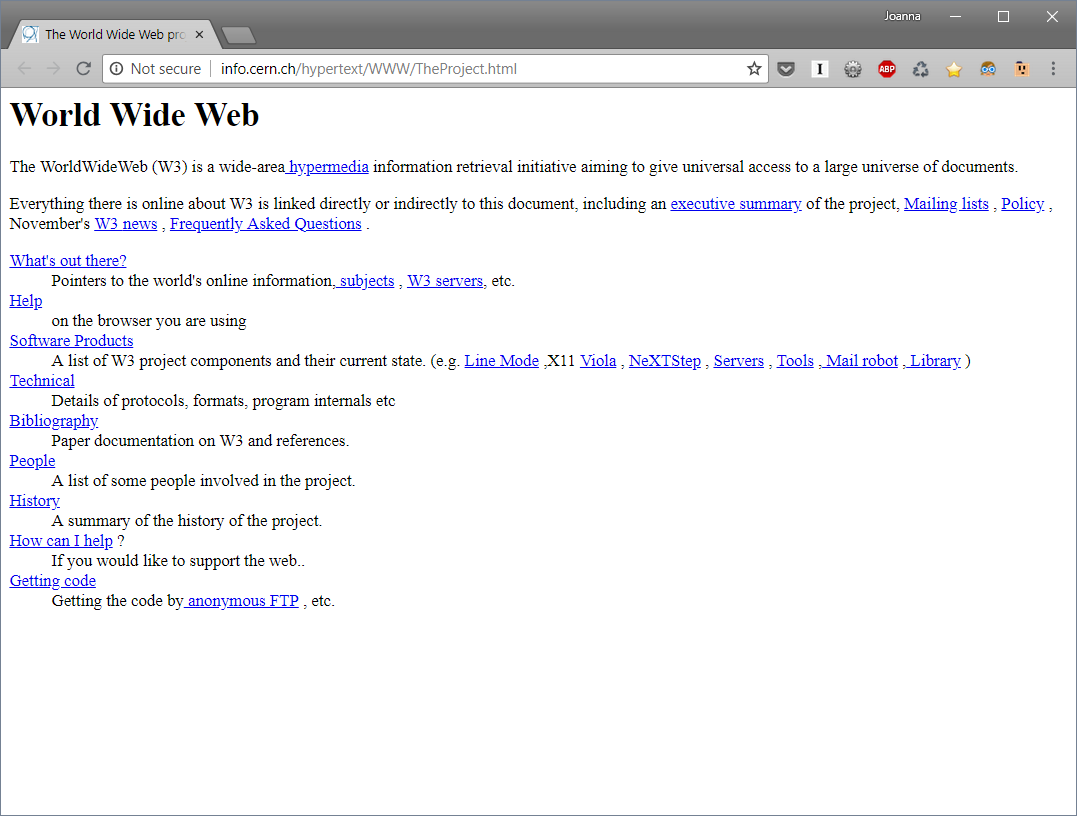 Joanna
The World Wide Web pro
Not secure info.cern.ch/hypertext/WWW/TheProject.html
I ABP
World Wide Web
The WorldWideWeb (W3) is a wide-area hypermedia information retrieval initiative aiming to give universal access to a large universe of documents.
Everything there is online about W3 is linked directly or indirectly to this document, including an executive summary of the project, Mailing lists , Policy ,
November's W3 news , Frequently Asked Questions .
What's out there?
Pointers to the world's online information, subjects , W3 servers, etc.
Help
on the browser you are using
Software Products
A list of W3 project components and their current state. (e.g. Line Mode ,X11 Viola , NeXTStep , Servers , Tools , Mail robot , Library )
Technical
Details of protocols, formats, program internals etc
Bibliography
Paper documentation on W3 and references.
People
A list of some people involved in the project.
History
A summary of the history of the project.
How can I help ?
If you would like to support the web..
Getting code
Getting the code by anonymous FTP , etc.